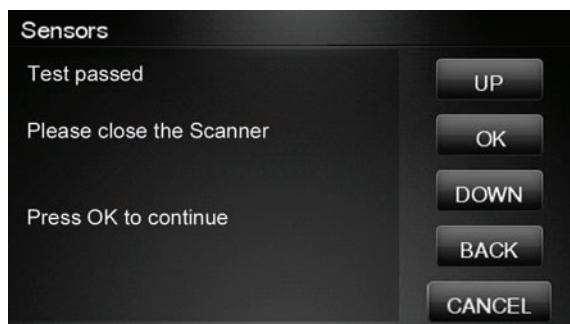 Sensors
Test passed
Please close the Scanner
Press OK to continue
UP
OK
DOWN
BACK
CANCEL